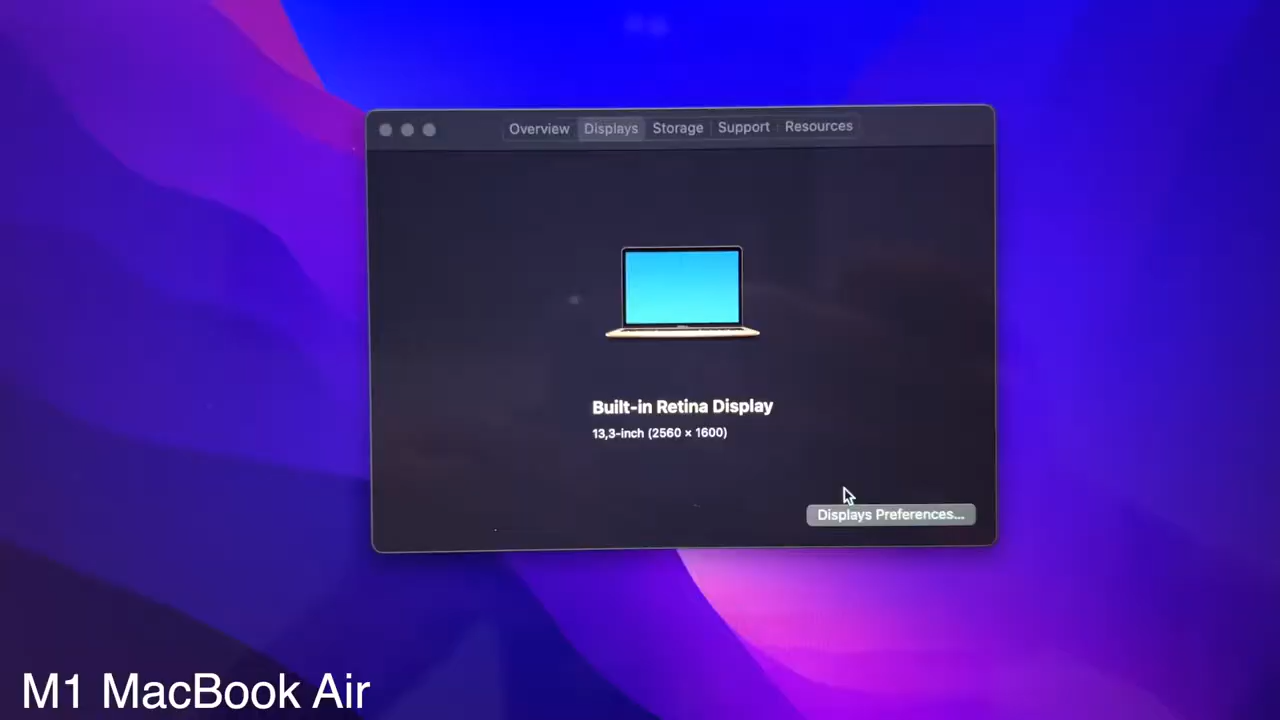 Overview
Displays
Storage
Support
Resources
Built-in Retina Display
13,3-inch (2560 × 1600)
Displays Preferences...
M1 MacBook Air